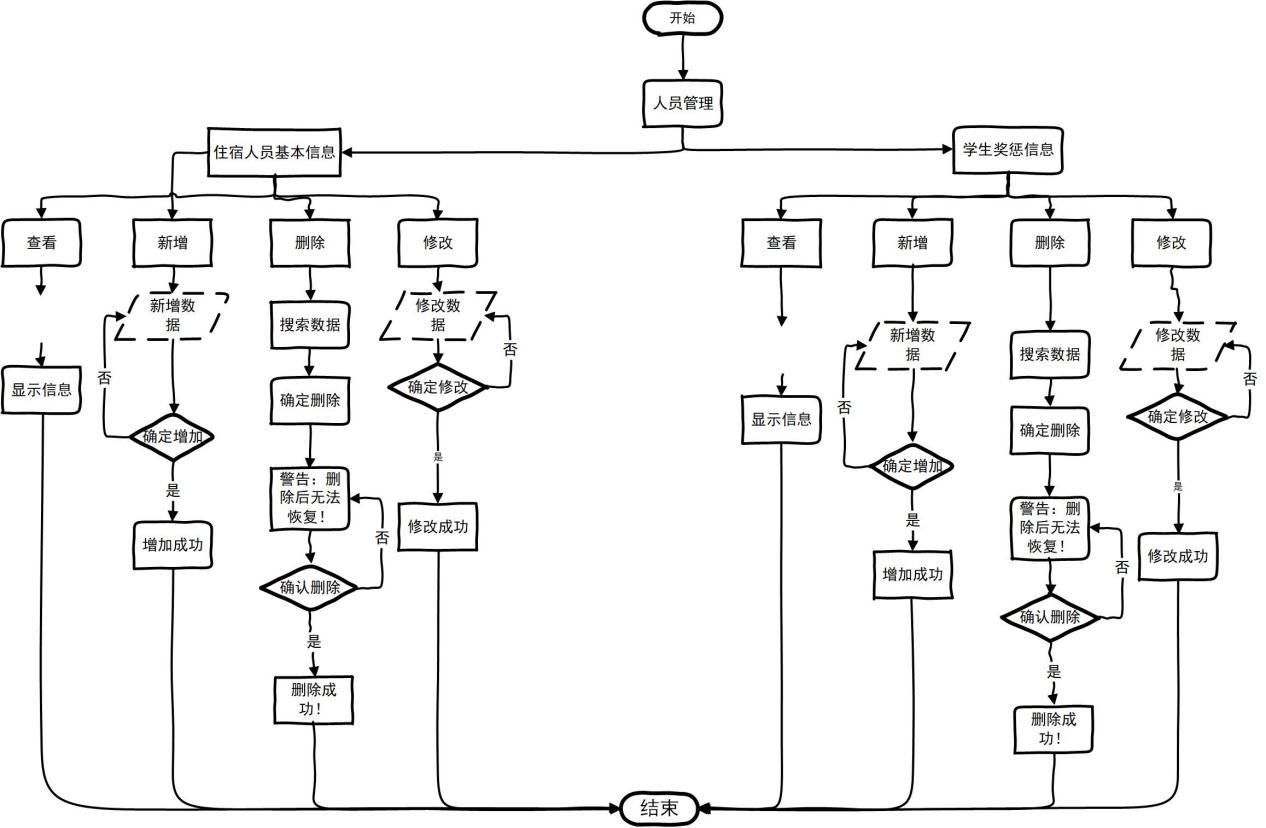 开始
人员管理
住宿人员基本信息
学生奖惩信息
查看
新增
删除
修改
查看
新增
删除
修改
新增数
据
搜索数据
修改数
据
否
显示信息
否
确定删除
确定修改
确定增加
是
是
警告：删
除后无法
恢复！
否
修改成功
增加成功
确认删除
是
删除成
功！
新增数
据
搜索数据
修改数
据
否
显示信息
否
确定删除
确定修改
确定增加
是
是
警告：删
除后无法
恢复！
否
修改成功
增加成功
确认删除
是
删除成
功！
结束